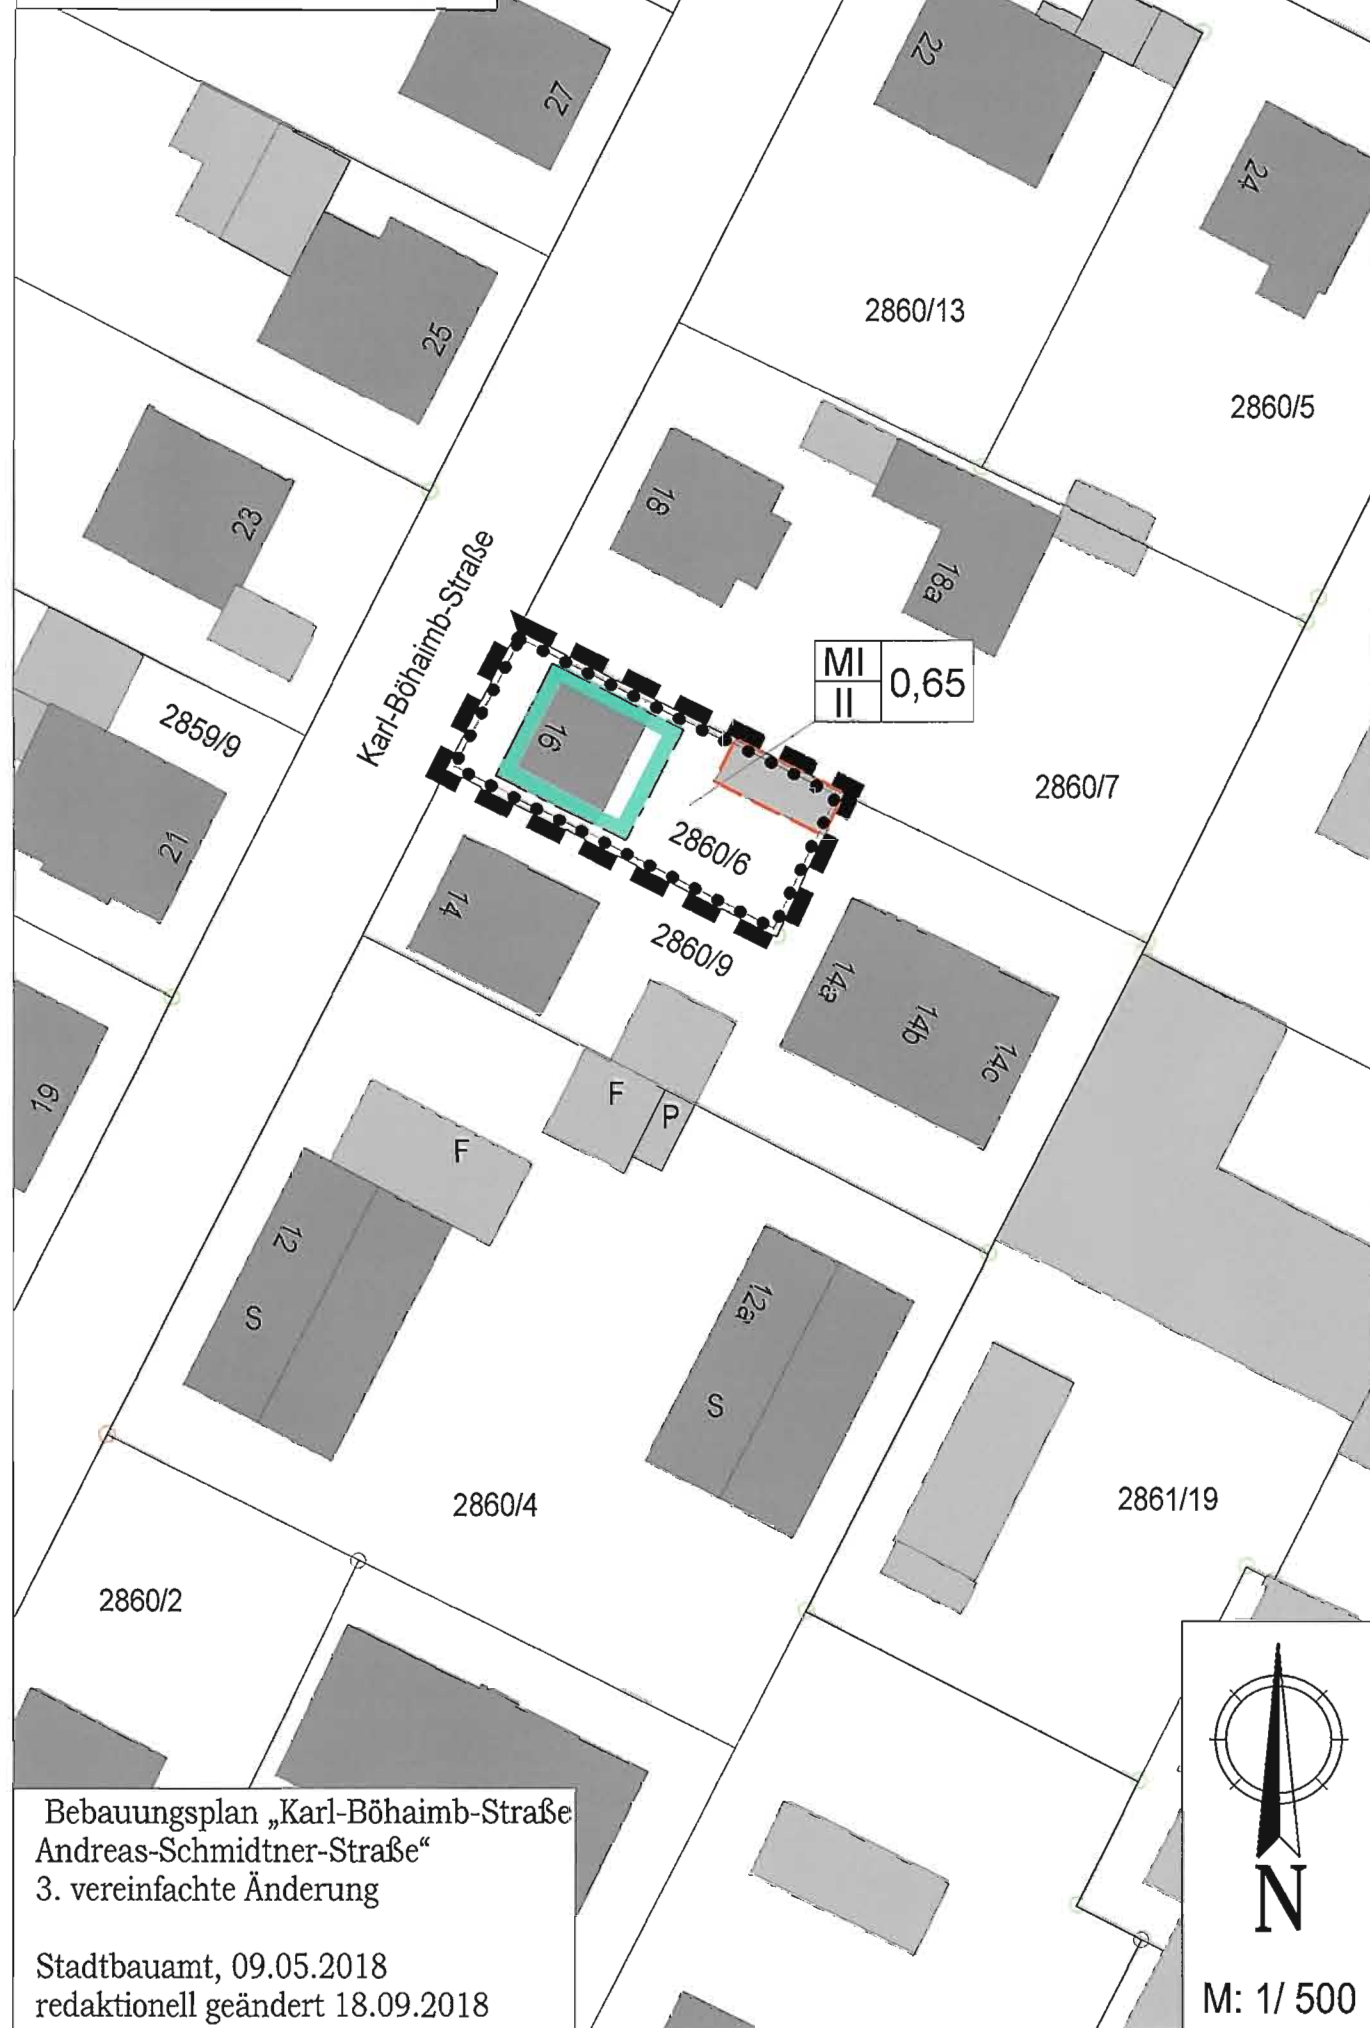 27
22
24
25
2860/13
2860/5
23
18
18a
Karl-Böhaimb-Straße
MI
II
0,65
2859/9
16
2860/7
21
2860/6
14
2860/9
14a
14b
14c
19
F
P
F
12
S
12a
S
2860/4
2861/19
2860/2
Bebauungsplan „Karl-Böhaimb-Straße
Andreas-Schmidtner-Straße“
3. vereinfachte Änderung
Stadtbauamt, 09.05.2018
redaktionell geändert 18.09.2018
N
M: 1/ 500